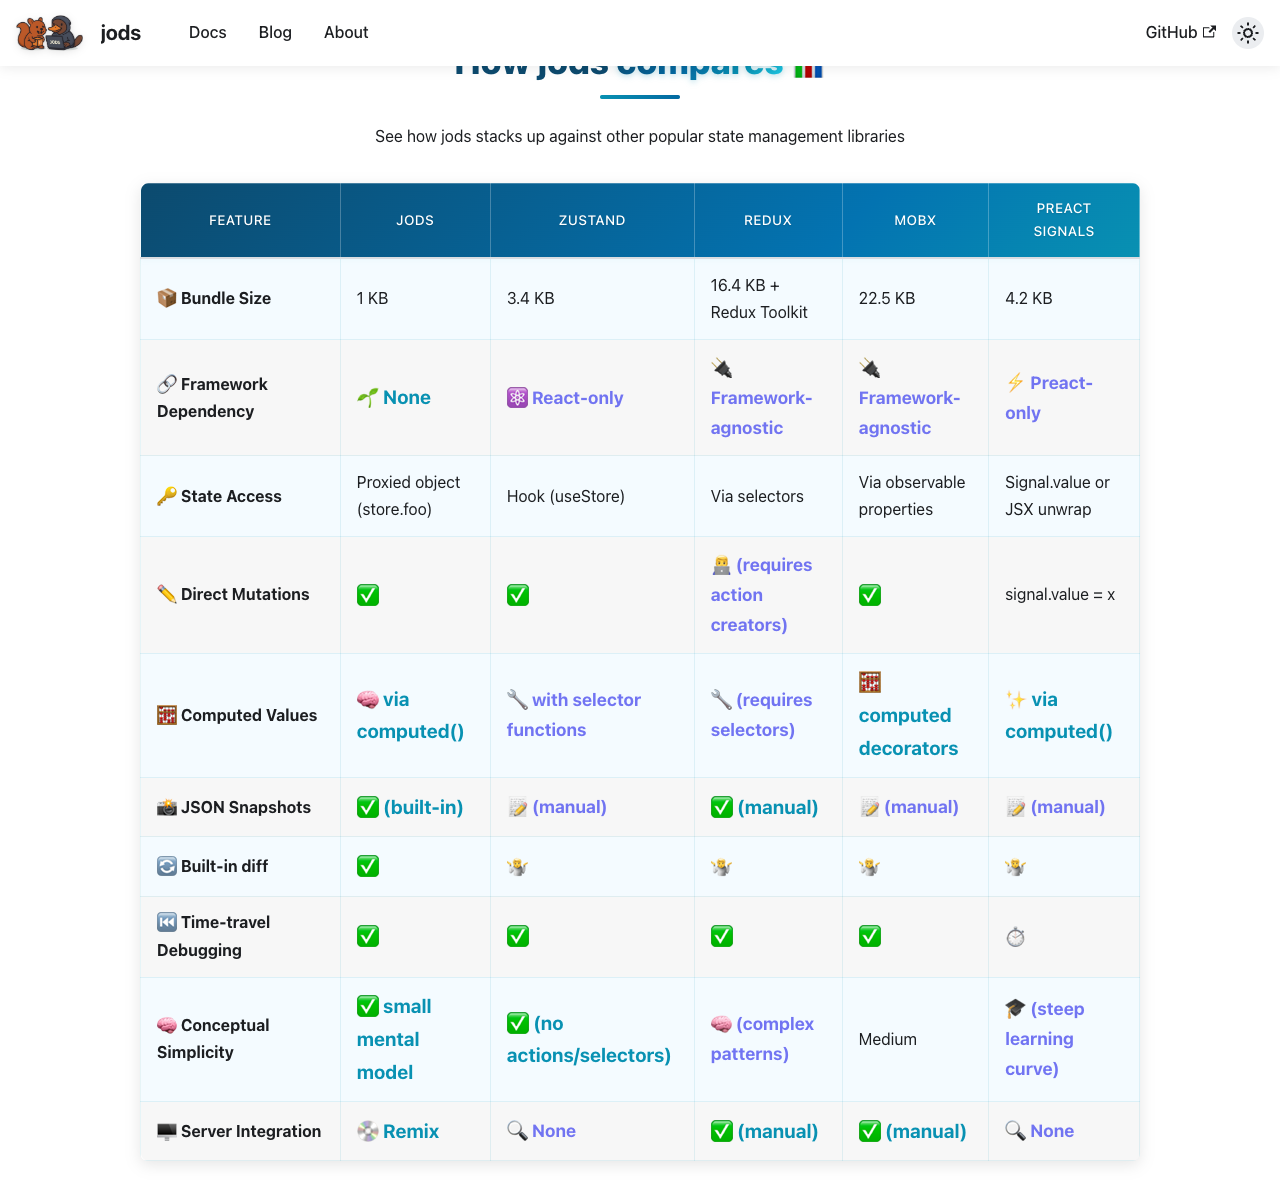 jods Docs Blog About GitHub
How jods compares
See how jods stacks up against other popular state management libraries
FEATURE JODS ZUSTAND REDUX MOBX PREACT SIGNALS
📦 Bundle Size 1 KB 3.4 KB 16.4 KB + Redux Toolkit 22.5 KB 4.2 KB
🔗 Framework Dependency 🌱 None ⚛️ React-only 🔌 Framework-agnostic 🔌 Framework-agnostic ⚡ Preact-only
🔑 State Access Proxied object (store.foo) Hook (useStore) Via selectors Via observable properties Signal.value or JSX unwrap
✏️ Direct Mutations ✅ ✅ 👨‍💻 (requires action creators) ✅ signal.value = x
🧮 Computed Values 🧠 via computed() 🔧 with selector functions 🔧 (requires selectors) 🧮 computed decorators ✨ via computed()
📸 JSON Snapshots ✅ (built-in) 📝 (manual) ✅ (manual) 📝 (manual) 📝 (manual)
🔄 Built-in diff ✅ 🤷 🤷 🤷 🤷
⏮️ Time-travel Debugging ✅ ✅ ✅ ✅ ⏱️
🧠 Conceptual Simplicity ✅ small mental model ✅ (no actions/selectors) 🧠 (complex patterns) Medium 🎓 (steep learning curve)
🖥️ Server Integration 💿 Remix 🔍 None ✅ (manual) ✅ (manual) 🔍 None